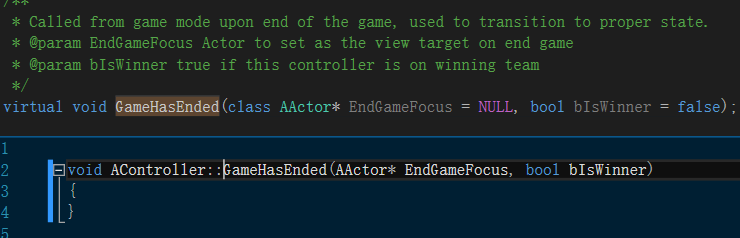 /**
* Called from game mode upon end of the game, used to transition to proper state.
* @param EndGameFocus Actor to set as the view target on end game
* @param bIsWinner true if this controller is on winning team
*/
virtual void GameHasEnded(class AActor* EndGameFocus = NULL, bool bIsWinner = false);
1
2 void AController::GameHasEnded(AActor* EndGameFocus, bool bIsWinner)
3 {
4 }
5